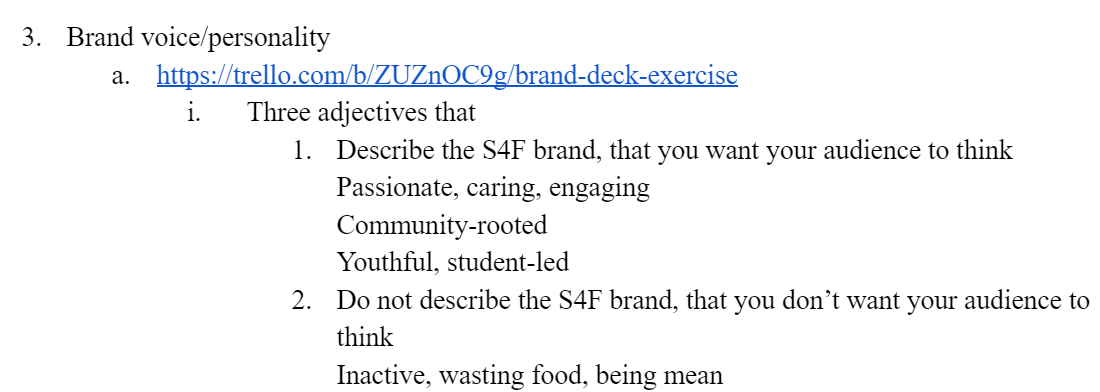 3. Brand voice/personality
a. https://trello.com/b/ZUZnOC9g/brand-deck-exercise
i. Three adjectives that
1. Describe the S4F brand, that you want your audience to think
Passionate, caring, engaging
Community-rooted
Youthful, student-led
2. Do not describe the S4F brand, that you don’t want your audience to
think
Inactive, wasting food, being mean